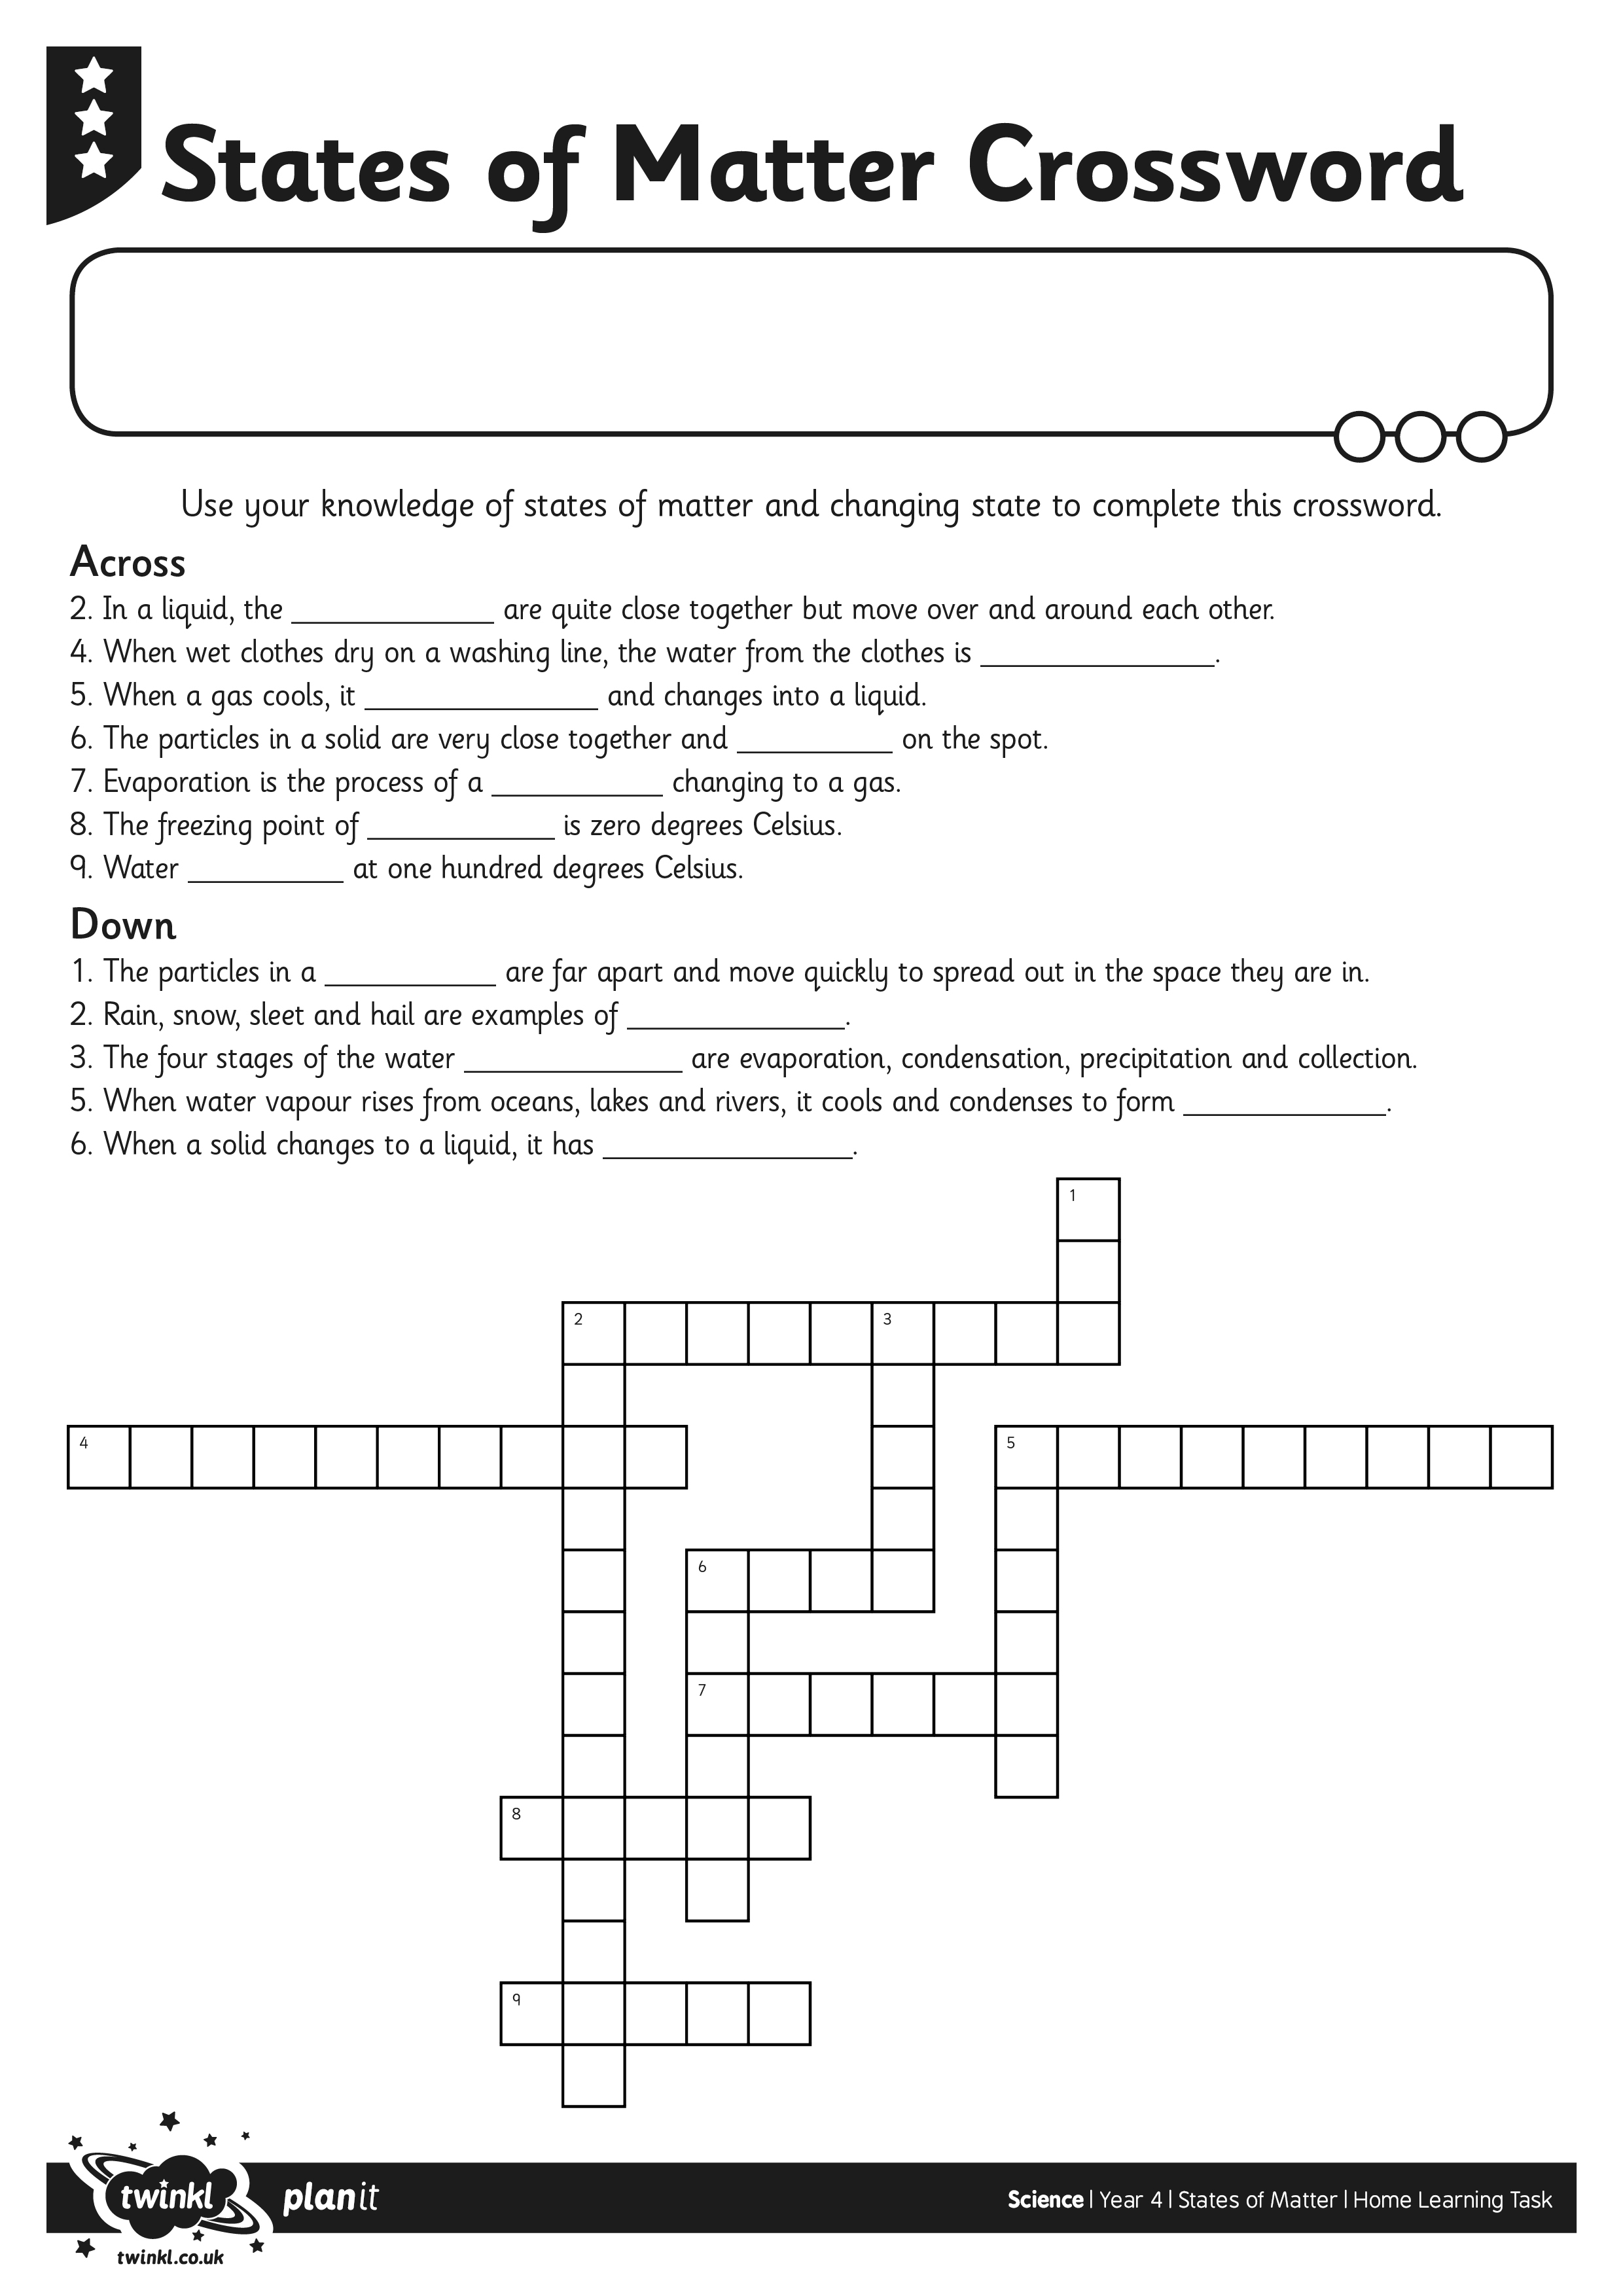 States of Matter Crossword
Use your knowledge of states of matter and changing state to complete this crossword.
Across
2. In a liquid, the _____________ are quite close together but move over and around each other.
4. When wet clothes dry on a washing line, the water from the clothes is _______________.
5. When a gas cools, it _______________ and changes into a liquid.
6. The particles in a solid are very close together and __________ on the spot.
7. Evaporation is the process of a ___________ changing to a gas.
8. The freezing point of ____________ is zero degrees Celsius.
9. Water __________ at one hundred degrees Celsius.
Down
1. The particles in a ___________ are far apart and move quickly to spread out in the space they are in.
2. Rain, snow, sleet and hail are examples of ______________.
3. The four stages of the water ______________ are evaporation, condensation, precipitation and collection.
5. When water vapour rises from oceans, lakes and rivers, it cools and condenses to form _____________.
6. When a solid changes to a liquid, it has ________________.
1
2 3
4 5
6
7
8
9
twinkl planit
Science | Year 4 | States of Matter | Home Learning Task
twinkl.co.uk